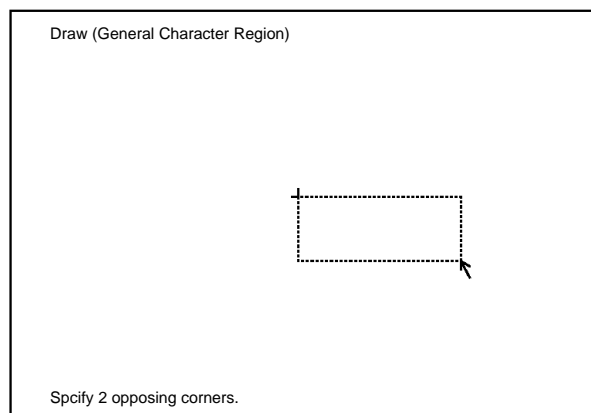 Draw (General Character Region)
Spcify 2 opposing corners.